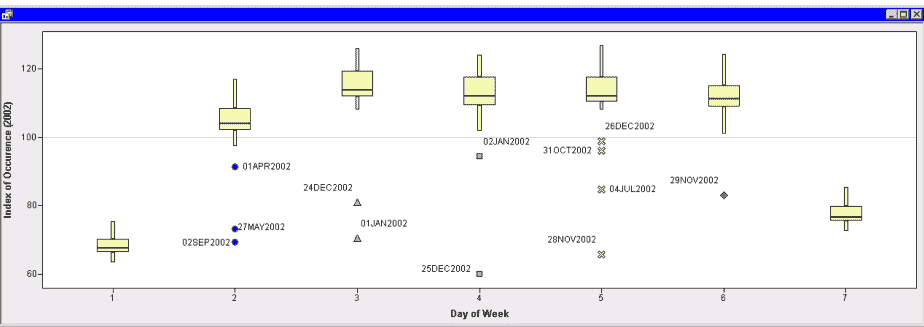 Index of Occurence (2002)
120
100
80
60
26DEC2002
02JAN2002
31OCT2002
01APR2002
29NOV2002
24DEC2002
04JUL2002
01JAN2002
27MAY2002
02SEP2002
28NOV2002
25DEC2002
1 2 3 4 5 6 7
Day of Week